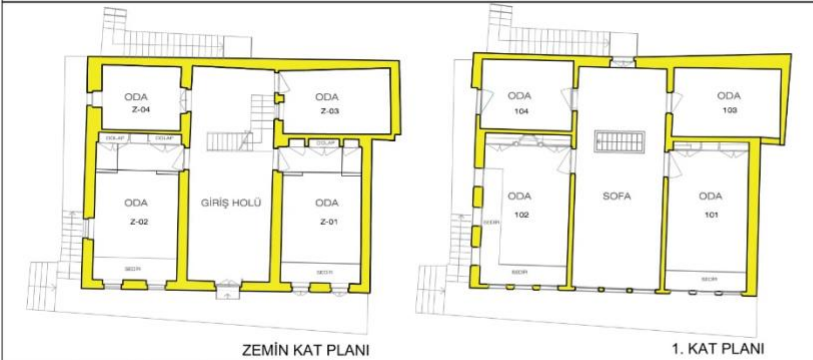 ODA
Z-04
ODA
Z-03
DOLAP
DOLAP
DOLAP
ODA
Z-02
GİRİŞ HOLÜ
ODA
Z-01
SEDİR
SEDİR
ZEMİN KAT PLANI
ODA
104
ODA
103
ODA
102
SOFA
ODA
101
SEDİR
SEDİR
SEDİR
1. KAT PLANI